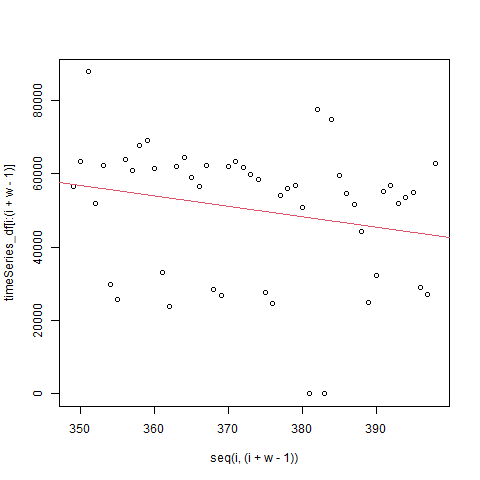 timeSeries_df[i:(i + w - 1)]
80000
60000
40000
20000
0
350 360 370 380 390
seq(i, (i + w - 1))